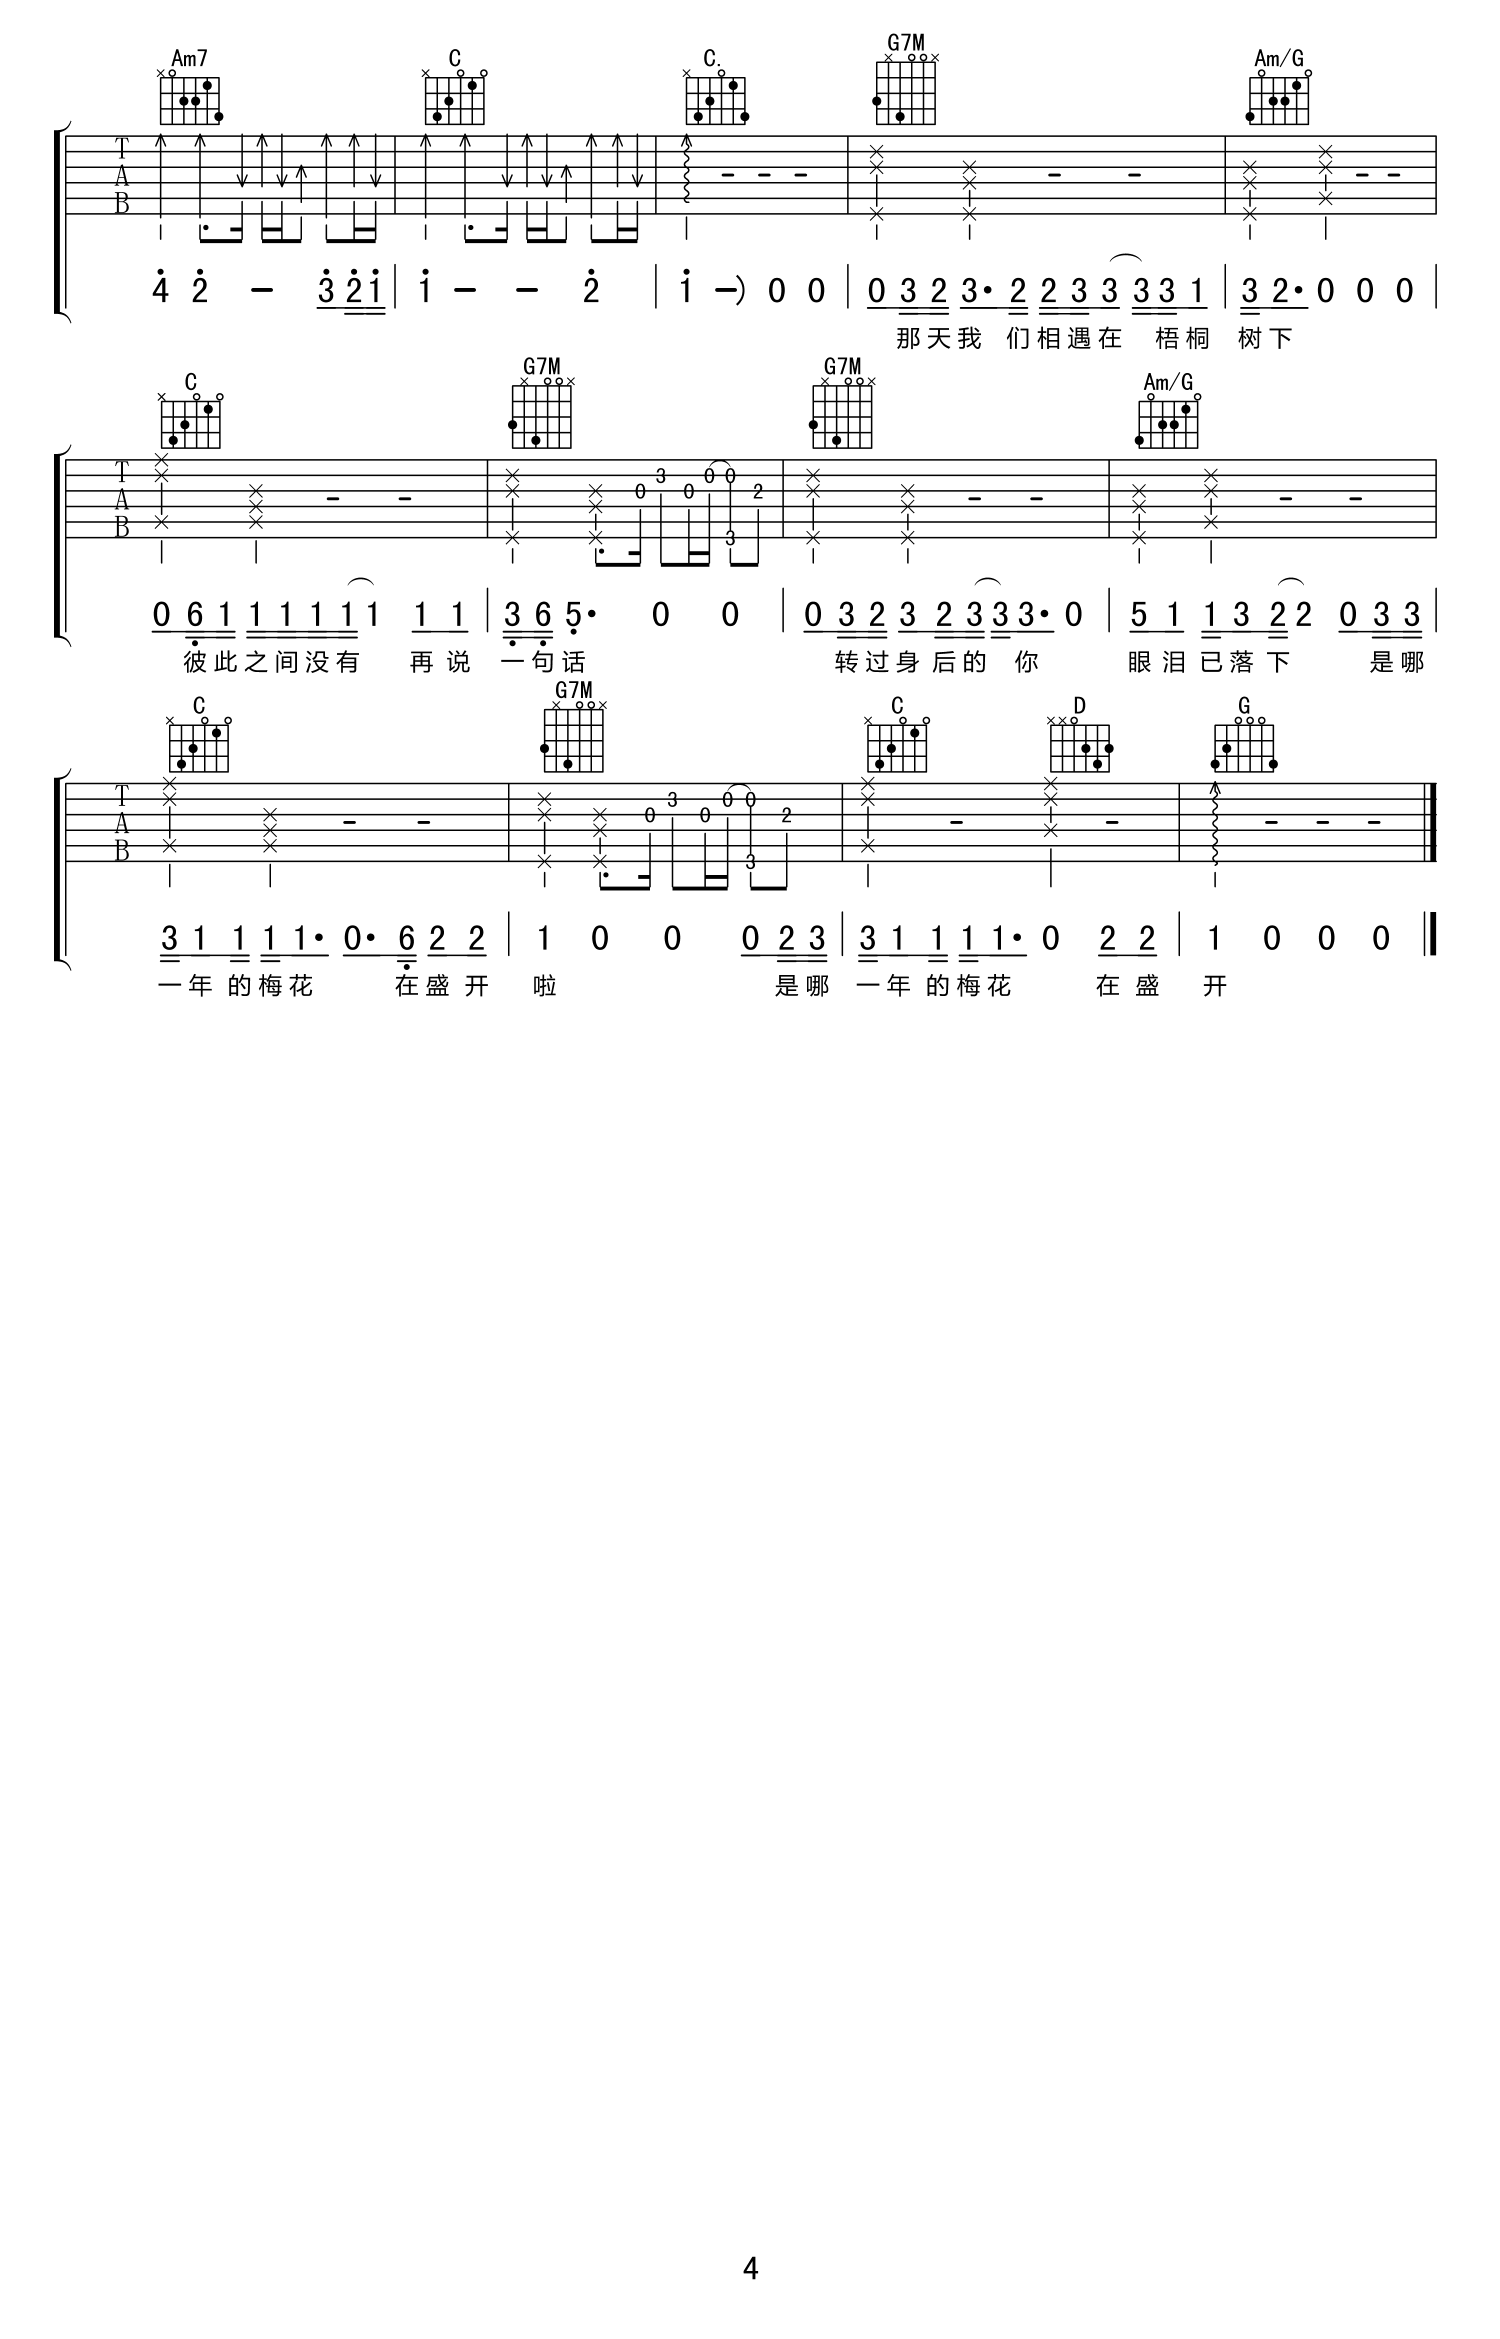 Am7 C C. G7M Am/G
T
A
B
4 2 – 3 2 1 1 – – 2 1 –) 0 0 0 3 2 3· 2 2 3 3 3 3 1 3 2· 0 0 0
那天我 们相遇在 梧桐 树下
C G7M G7M Am/G
T
A
B
0 3 0 0 0 2
3
0 6 1 1 1 1 1 1 1 1 3 6 5· 0 0 0 3 2 3 2 3 3 3· 0 5 1 1 3 2 2 0 3 3
彼此之间没有 再说 一句话 转过身后的 你 眼泪已落下 是哪
C G7M C D G
T
A
B
0 3 0 0 0 2
3
3 1 1 1 1· 0· 6 2 2 1 0 0 0 2 3 3 1 1 1 1· 0 2 2 1 0 0 0
一年的梅花 在盛开 啦 是哪 一年的梅花 在盛 开
4